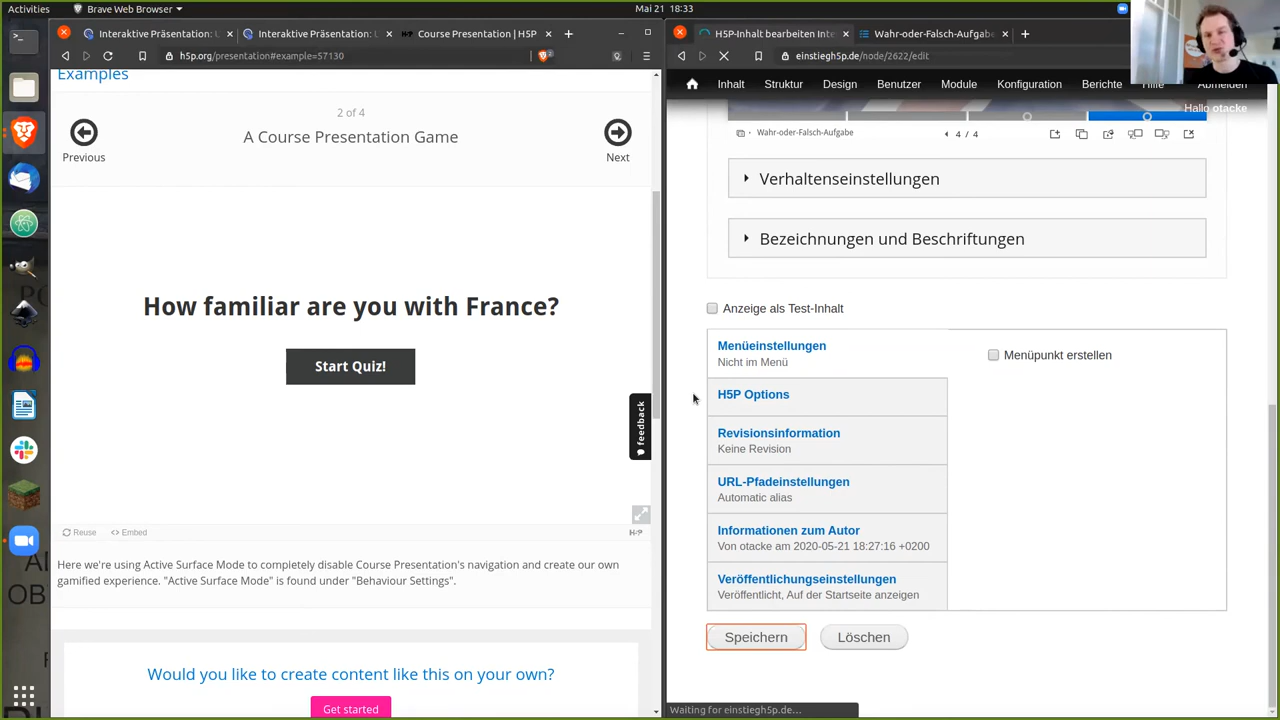 Activities
Brave Web Browser
Mai 21 18:33
Interaktive Präsentation: U
Interaktive Präsentation: U
Course Presentation | H5P
h5p.org/presentation#example=57130
2
Examples
2 of 4
A Course Presentation Game
Previous
Next
How familiar are you with France?
Start Quiz!
feedback
Reuse
Embed
H5P
Here we're using Active Surface Mode to completely disable Course Presentation's navigation and create our own
gamified experience. "Active Surface Mode" is found under "Behaviour Settings".
Would you like to create content like this on your own?
Get started
H5P-Inhalt bearbeiten Inte
Wahr-oder-Falsch-Aufgabe
einstiegh5p.de/node/2622/edit
Inhalt
Struktur
Design
Benutzer
Module
Konfiguration
Berichte
Hilfe
Abmelden
Hallo otacke
Wahr-oder-Falsch-Aufgabe
4 / 4
Verhaltenseinstellungen
Bezeichnungen und Beschriftungen
Anzeige als Test-Inhalt
Menüeinstellungen
Nicht im Menü
Menüpunkt erstellen
H5P Options
Revisionsinformation
Keine Revision
URL-Pfadeinstellungen
Automatic alias
Informationen zum Autor
Von otacke am 2020-05-21 18:27:16 +0200
Veröffentlichungseinstellungen
Veröffentlicht, Auf der Startseite anzeigen
Speichern
Löschen
Waiting for einstiegh5p.de...